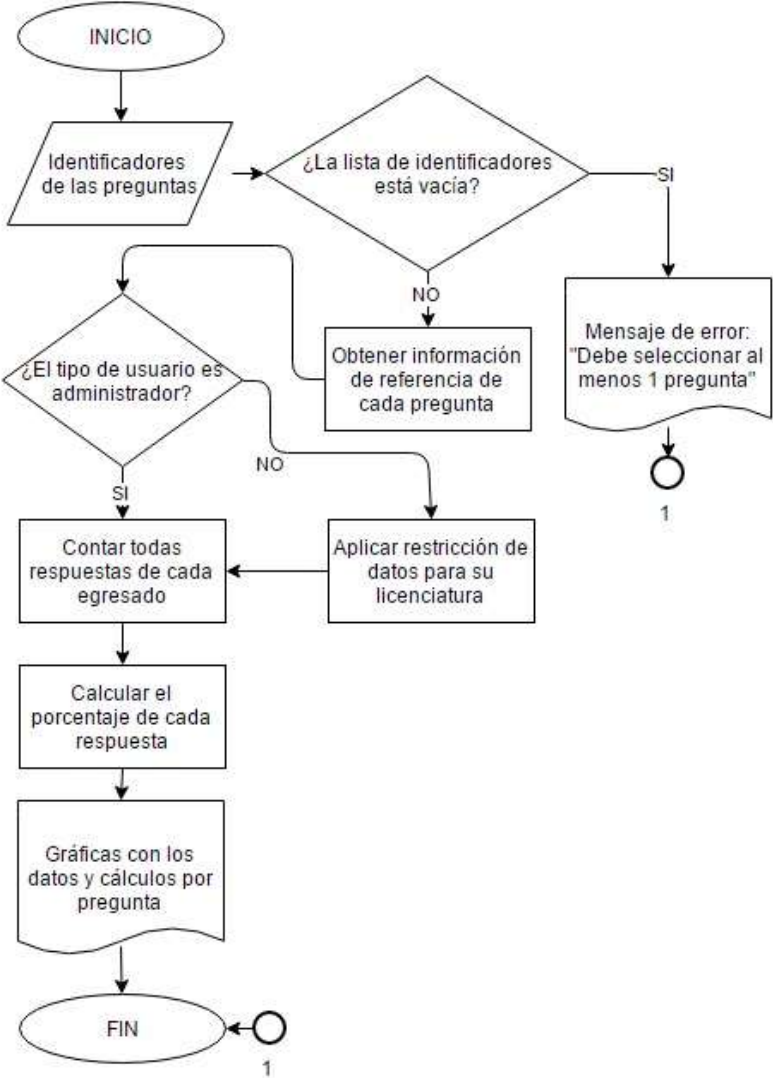 INICIO
Identificadores
de las preguntas
¿La lista de identificadores
está vacía?
SI
NO
Mensaje de error:
"Debe seleccionar al
menos 1 pregunta"
1
Obtener información
de referencia de
cada pregunta
¿El tipo de usuario es
administrador?
NO
SI
Aplicar restricción de
datos para su
licenciatura
Contar todas
respuestas de cada
egresado
Calcular el
porcentaje de cada
respuesta
Gráficas con los
datos y cálculos por
pregunta
FIN
1